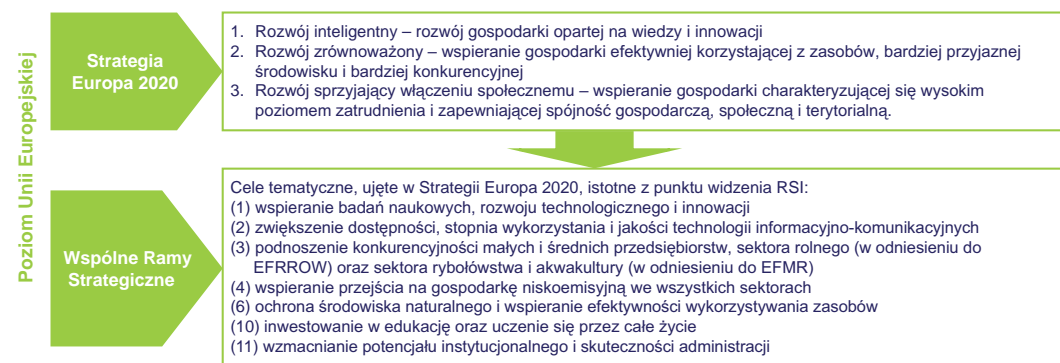 Poziom Unii Europejskiej
Strategia
Europa 2020
1. Rozwój inteligentny – rozwój gospodarki opartej na wiedzy i innowacji
2. Rozwój zrównoważony – wspieranie gospodarki efektywniej korzystającej z zasobów, bardziej przyjaznej
środowisku i bardziej konkurencyjnej
3. Rozwój sprzyjający włączeniu społecznemu – wspieranie gospodarki charakteryzującej się wysokim
poziomem zatrudnienia i zapewniającej spójność gospodarczą, społeczną i terytorialną.
Wspólne Ramy
Strategiczne
Cele tematyczne, ujęte w Strategii Europa 2020, istotne z punktu widzenia RSI:
(1) wspieranie badań naukowych, rozwoju technologicznego i innowacji
(2) zwiększenie dostępności, stopnia wykorzystania i jakości technologii informacyjno-komunikacyjnych
(3) podnoszenie konkurencyjności małych i średnich przedsiębiorstw, sektora rolnego (w odniesieniu do
EFRROW) oraz sektora rybołówstwa i akwakultury (w odniesieniu do EFMR)
(4) wspieranie przejścia na gospodarkę niskoemisyjną we wszystkich sektorach
(6) ochrona środowiska naturalnego i wspieranie efektywności wykorzystywania zasobów
(10) inwestowanie w edukację oraz uczenie się przez całe życie
(11) wzmacnianie potencjału instytucjonalnego i skuteczności administracji